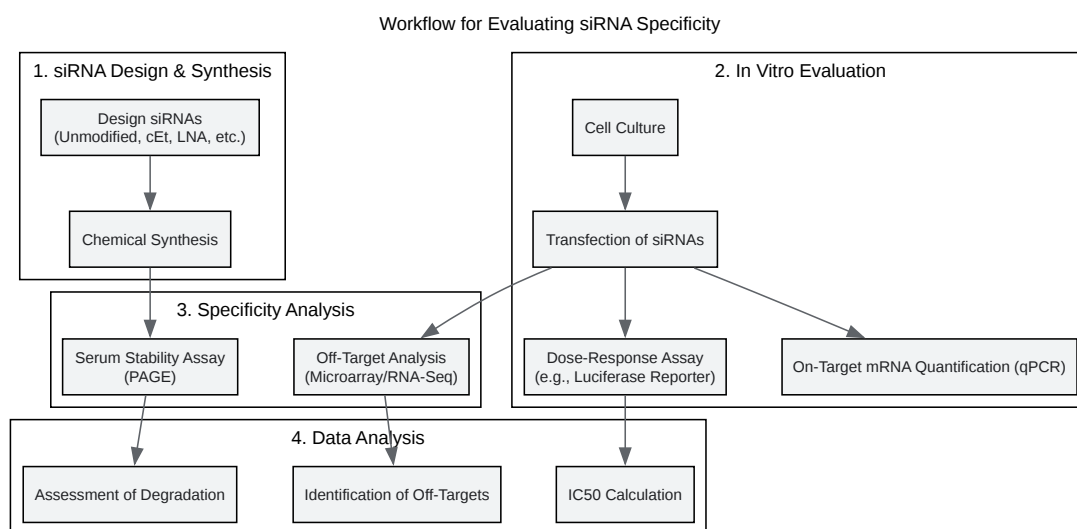 Workflow for Evaluating siRNA Specificity
1. siRNA Design & Synthesis
Design siRNAs
(Unmodified, cEt, LNA, etc.)
Chemical Synthesis
2. In Vitro Evaluation
Cell Culture
Transfection of siRNAs
3. Specificity Analysis
Serum Stability Assay
(PAGE)
Off-Target Analysis
(Microarray/RNA-Seq)
Dose-Response Assay
(e.g., Luciferase Reporter)
On-Target mRNA Quantification (qPCR)
4. Data Analysis
Assessment of Degradation
Identification of Off-Targets
IC50 Calculation